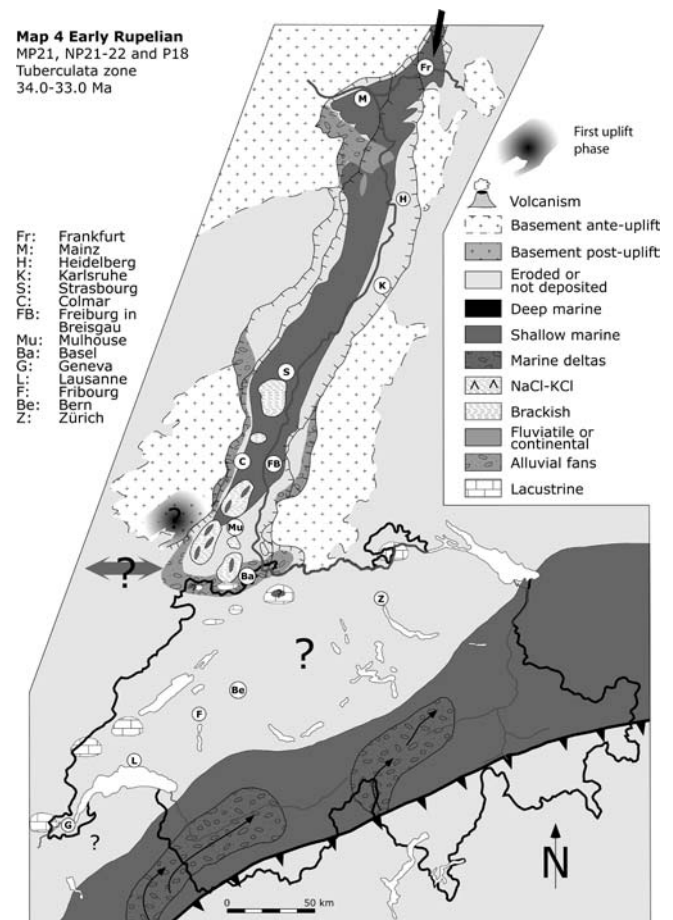 Map 4 Early Rupelian
MP21, NP21-22 and P18
Tuberculata zone
34.0-33.0 Ma
Fr: Frankfurt
M: Mainz
H: Heidelberg
K: Karlsruhe
S: Strasbourg
C: Colmar
FB: Freiburg in
Breisgau
Mu: Mulhouse
Ba: Basel
G: Geneva
L: Lausanne
F: Fribourg
Be: Bern
Z: Zürich
First uplift
phase
Volcanism
Basement ante-uplift
Basement post-uplift
Eroded or
not deposited
Deep marine
Shallow marine
Marine deltas
NaCl-KCl
Brackish
Fluviatile or
continental
Alluvial fans
Lacustrine
Fr
M
H
K
S
C
FB
?
Mu
?
Ba
?
Z
?
Be
F
L
G
?
N
0 50 km